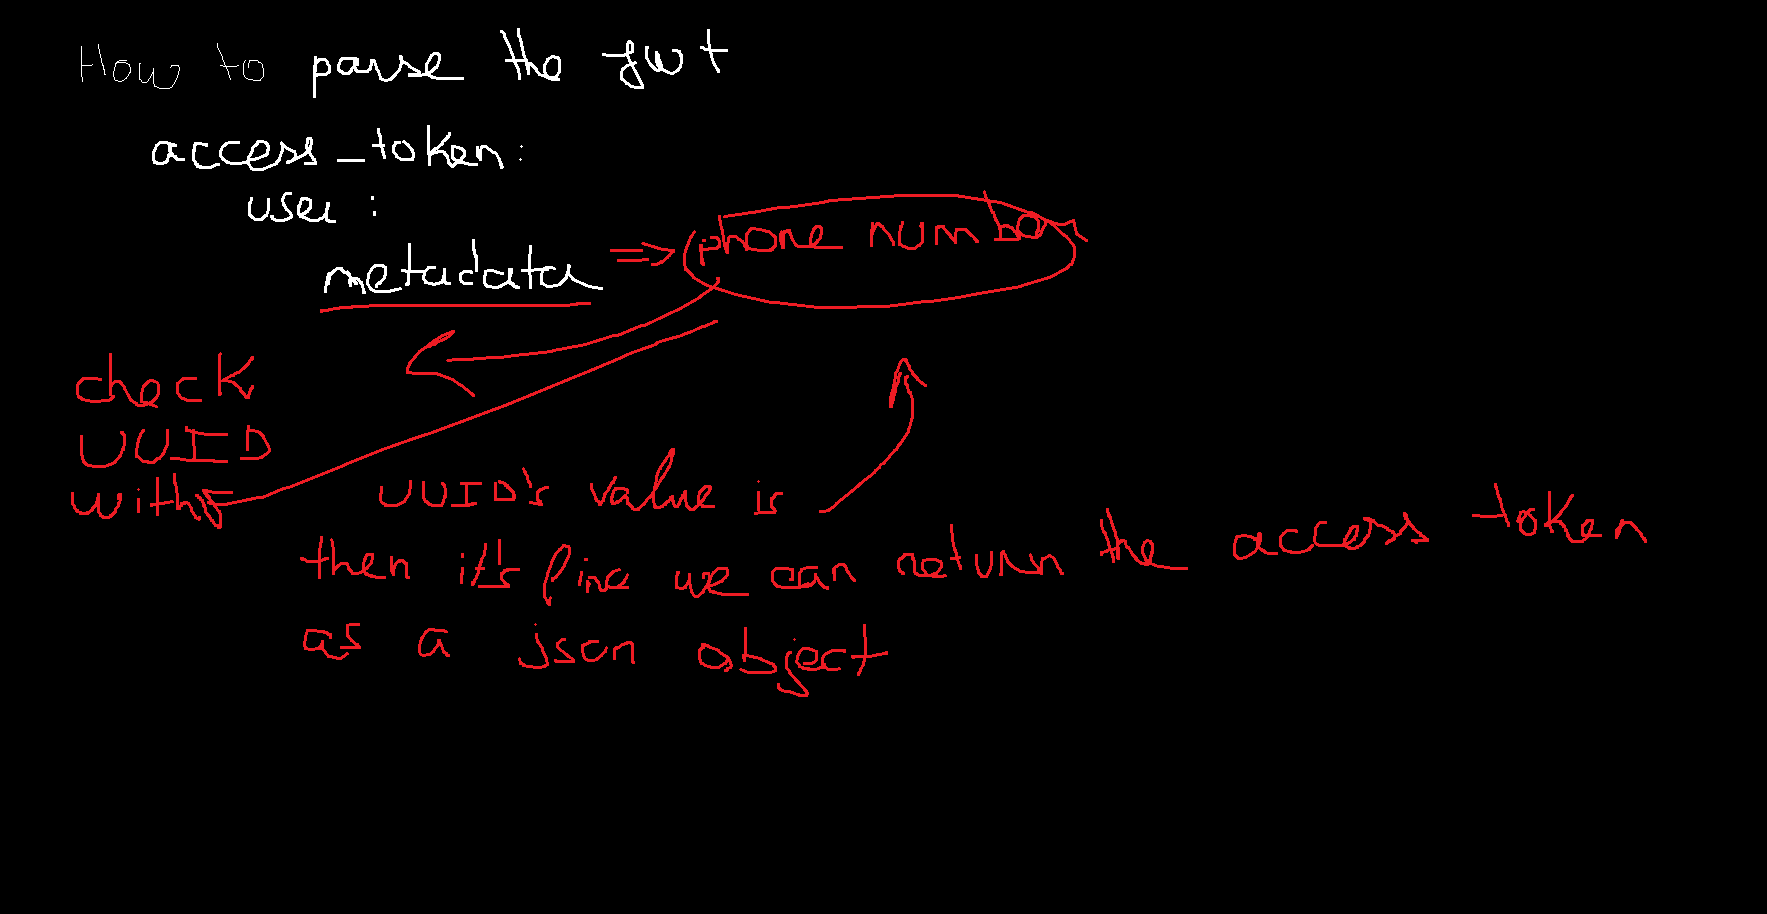 How to parse the jwt
access_token:
user:
metadata => phone number
check
UUID
with
UUID's value is
then it's fine we can return the access token
as a json object